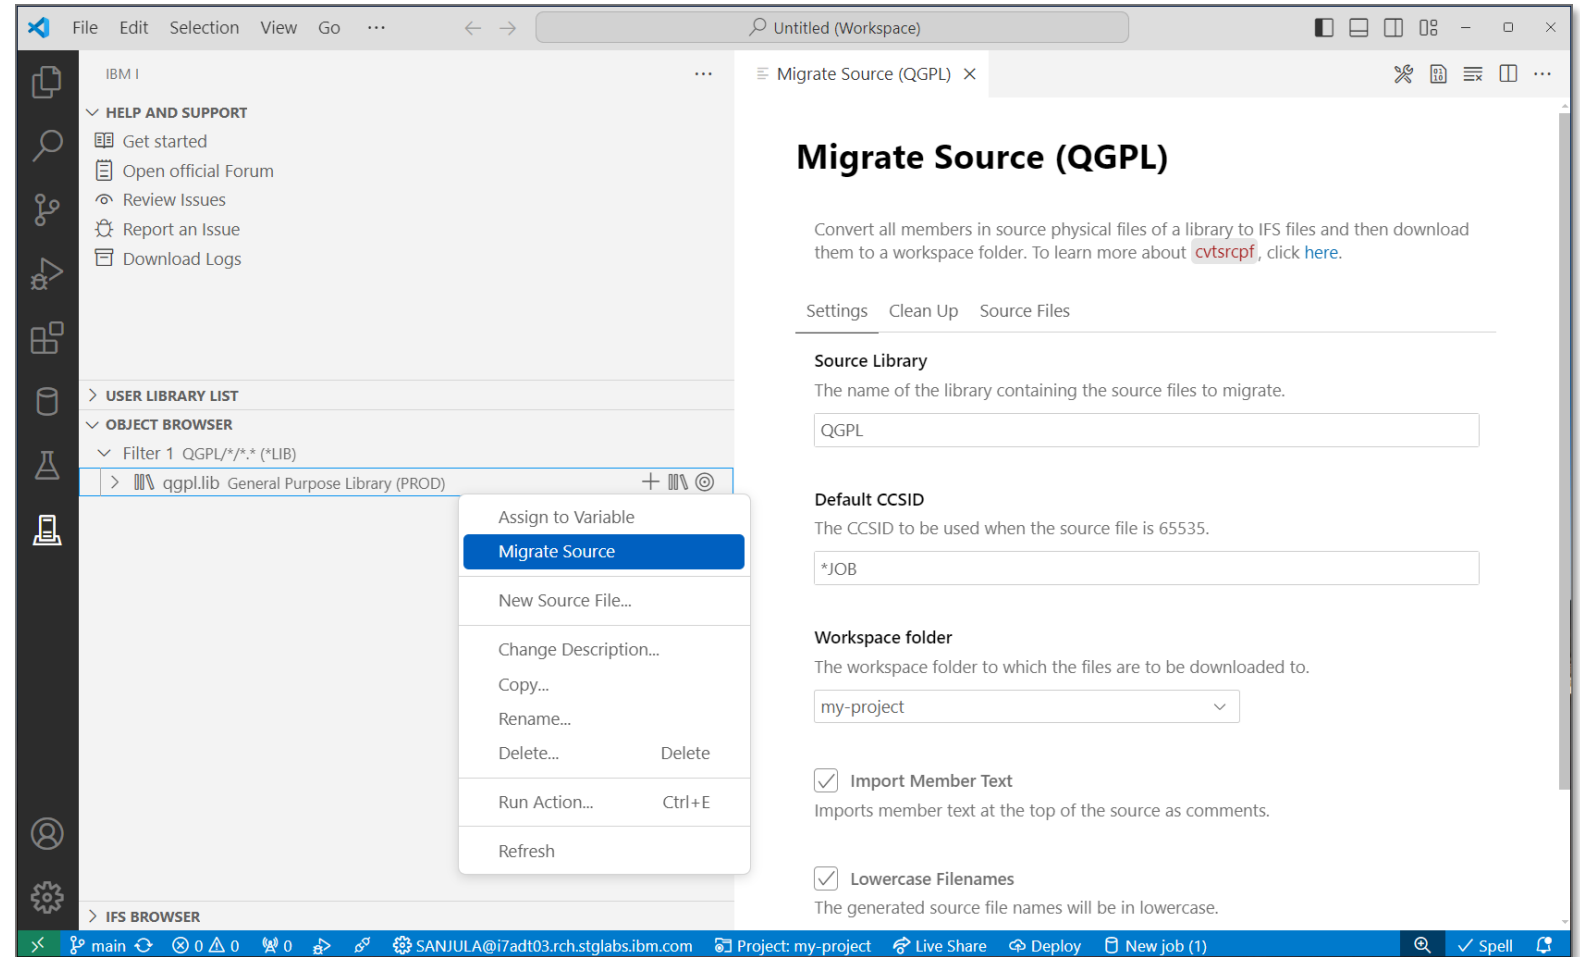 File Edit Selection View Go ···
Untitled (Workspace)
IBM I
HELP AND SUPPORT
Get started
Open official Forum
Review Issues
Report an Issue
Download Logs
USER LIBRARY LIST
OBJECT BROWSER
Filter 1 QGPL/*/*.* (*LIB)
qgpl.lib General Purpose Library (PROD)
Assign to Variable
Migrate Source
New Source File...
Change Description...
Copy...
Rename...
Delete... Delete
Run Action... Ctrl+E
Refresh
IFS BROWSER
Migrate Source (QGPL)
Migrate Source (QGPL)
Convert all members in source physical files of a library to IFS files and then download
them to a workspace folder. To learn more about cvtsrcpf, click here.
Settings Clean Up Source Files
Source Library
The name of the library containing the source files to migrate.
QGPL
Default CCSID
The CCSID to be used when the source file is 65535.
*JOB
Workspace folder
The workspace folder to which the files are to be downloaded to.
my-project
Import Member Text
Imports member text at the top of the source as comments.
Lowercase Filenames
The generated source file names will be in lowercase.
main 0 0 0 SANJULA@i7adt03.rch.stglabs.ibm.com Project: my-project Live Share Deploy New job (1) Spell